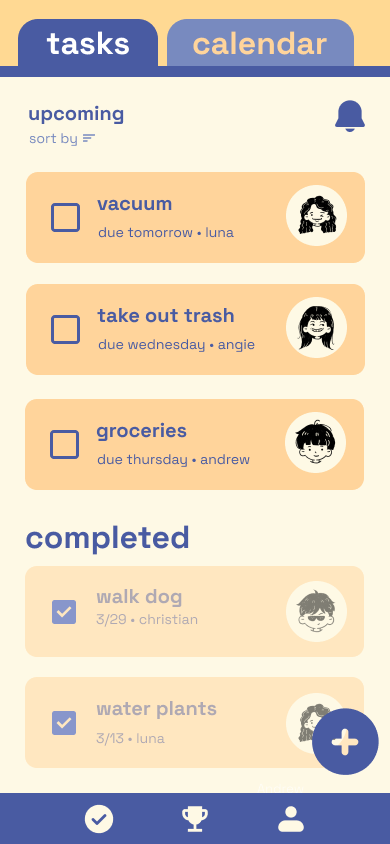 tasks
calendar
upcoming
sort by
vacuum
due tomorrow • luna
take out trash
due wednesday • angie
groceries
due thursday • andrew
completed
walk dog
3/29 • christian
water plants
3/13 • luna